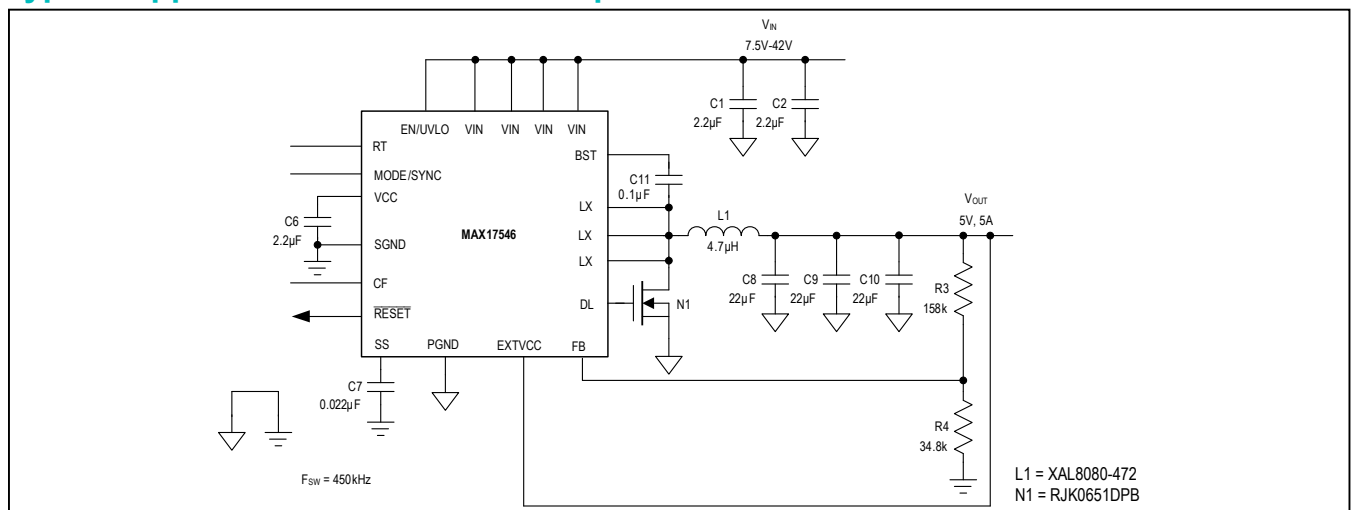 VIN
7.5V-42V
C1
2.2µF
C2
2.2µF
EN/UVLO
VIN
VIN
VIN
VIN
RT
MODE/SYNC
VCC
SGND
CF
RESET
SS
PGND
EXTVCC
FB
BST
LX
LX
LX
DL
MAX17546
C6
2.2µF
C7
0.022µF
C11
0.1µF
L1
4.7µH
N1
C8
22µF
C9
22µF
C10
22µF
VOUT
5V, 5A
R3
158k
R4
34.8k
FSW = 450kHz
L1 = XAL8080-472
N1 = RJK0651DPB